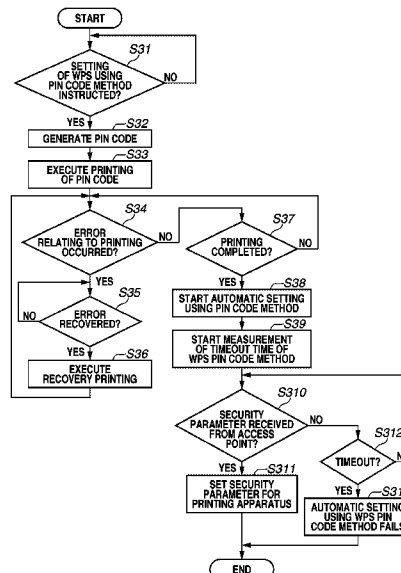 START
S31
SETTING
OF WPS USING
PIN CODE METHOD
INSTRUCTED?
NO
YES
S32
GENERATE PIN CODE
S33
EXECUTE PRINTING
OF PIN CODE
S34
ERROR
RELATING TO PRINTING
OCCURRED?
NO
YES
S35
ERROR
RECOVERED?
NO
YES
S36
EXECUTE
RECOVERY PRINTING
S37
PRINTING
COMPLETED?
NO
YES
S38
START AUTOMATIC SETTING
USING PIN CODE METHOD
S39
START MEASUREMENT
OF TIMEOUT TIME OF
WPS PIN CODE METHOD
S310
SECURITY
PARAMETER RECEIVED
FROM ACCESS
POINT?
NO
YES
S311
SET SECURITY
PARAMETER FOR
PRINTING APPARATUS
S312
TIMEOUT?
YES
AUTOMATIC SETTING
USING WPS PIN
CODE METHOD FAILS
END